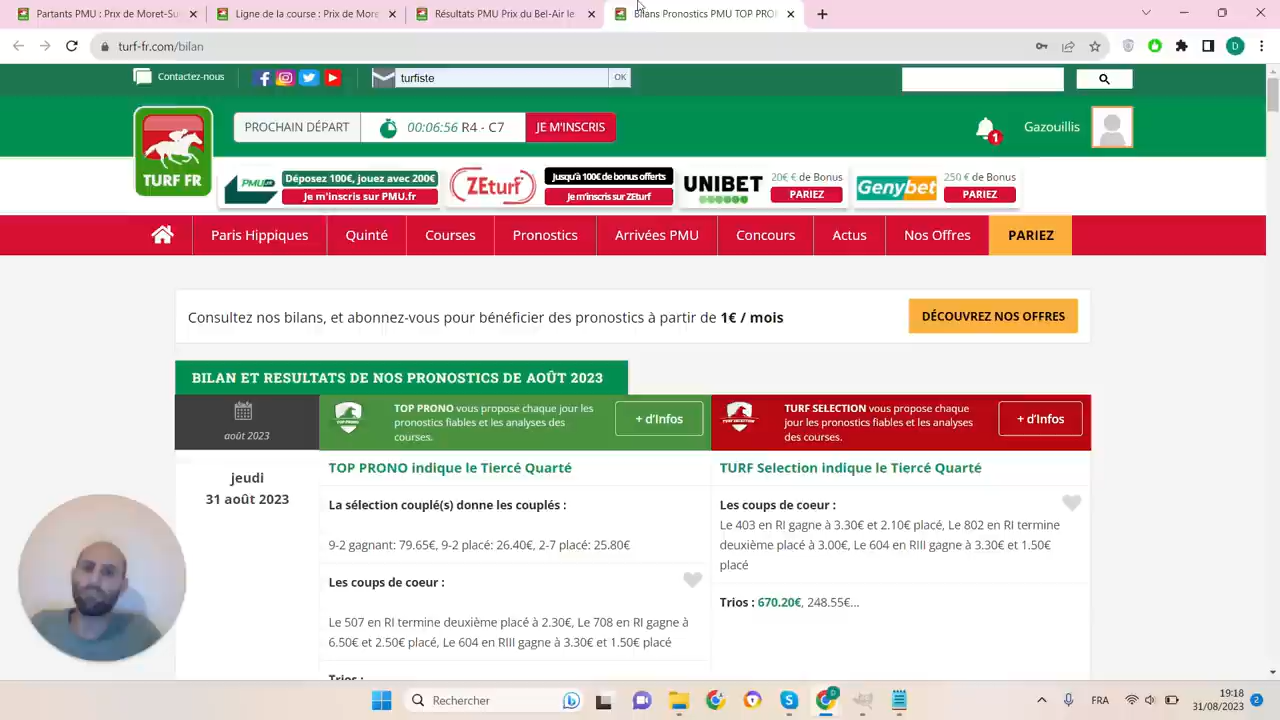 Partants PMU : Prix de Moret-Su
Ligne de la course : Prix de More
Résultats PMU Prix du Bel-Air le
Bilans Pronostics PMU TOP PRO
turf-fr.com/bilan
D
Contactez-nous
turfiste
OK
TURF FR
PROCHAIN DÉPART
00:06:56 R4 - C7
JE M'INSCRIS
1
Gazouillis
PMU
Déposez 100€, jouez avec 200€
Je m'inscris sur PMU.fr
ZEturf
Jusqu'à 100€ de bonus offerts
Je m'inscris sur ZEturf
UNIBET
20€ € de Bonus
PARIEZ
Genybet
250 € de Bonus
PARIEZ
Paris Hippiques
Quinté
Courses
Pronostics
Arrivées PMU
Concours
Actus
Nos Offres
PARIEZ
Consultez nos bilans, et abonnez-vous pour bénéficier des pronostics à partir de 1€ / mois
DÉCOUVREZ NOS OFFRES
BILAN ET RESULTATS DE NOS PRONOSTICS DE AOÛT 2023
août 2023
TOP PRONO vous propose chaque jour les
pronostics fiables et les analyses des
courses.
+ d'Infos
TURF SELECTION vous propose chaque
jour les pronostics fiables et les analyses
des courses.
+ d'Infos
jeudi
31 août 2023
TOP PRONO indique le Tiercé Quarté
La sélection couplé(s) donne les couplés :
9-2 gagnant: 79.65€, 9-2 placé: 26.40€, 2-7 placé: 25.80€
Les coups de coeur :
Le 507 en RI termine deuxième placé à 2.30€, Le 708 en RI gagne à
6.50€ et 2.50€ placé, Le 604 en RIII gagne à 3.30€ et 1.50€ placé
Trios :
TURF Selection indique le Tiercé Quarté
Les coups de coeur :
Le 403 en RI gagne à 3.30€ et 2.10€ placé, Le 802 en RI termine
deuxième placé à 3.00€, Le 604 en RIII gagne à 3.30€ et 1.50€
placé
Trios : 670.20€, 248.55€...
Rechercher
FRA
19:18
31/08/2023
2